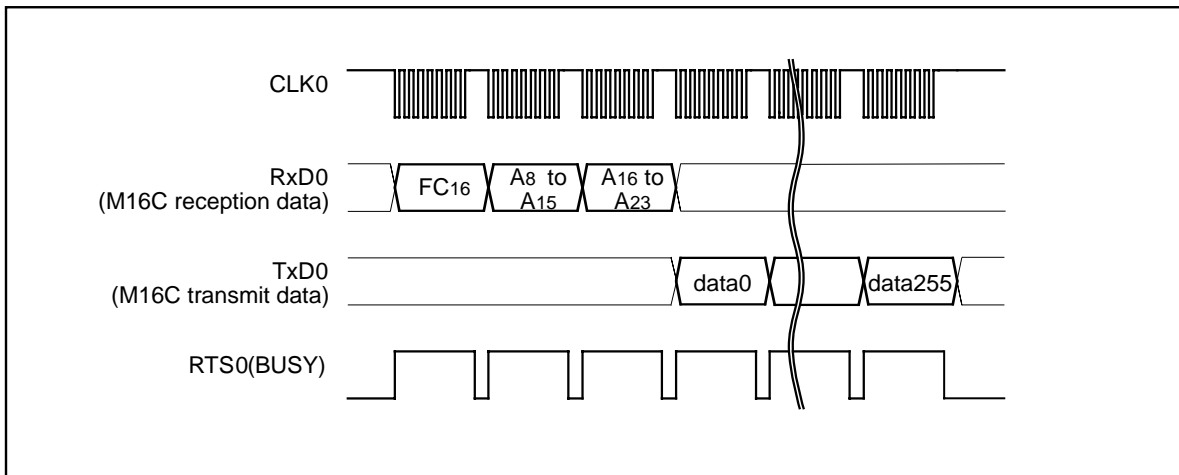 CLK0
RxD0
(M16C reception data)
FC16
A8 to
A15
A16 to
A23
TxD0
(M16C transmit data)
data0
data255
RTS0(BUSY)